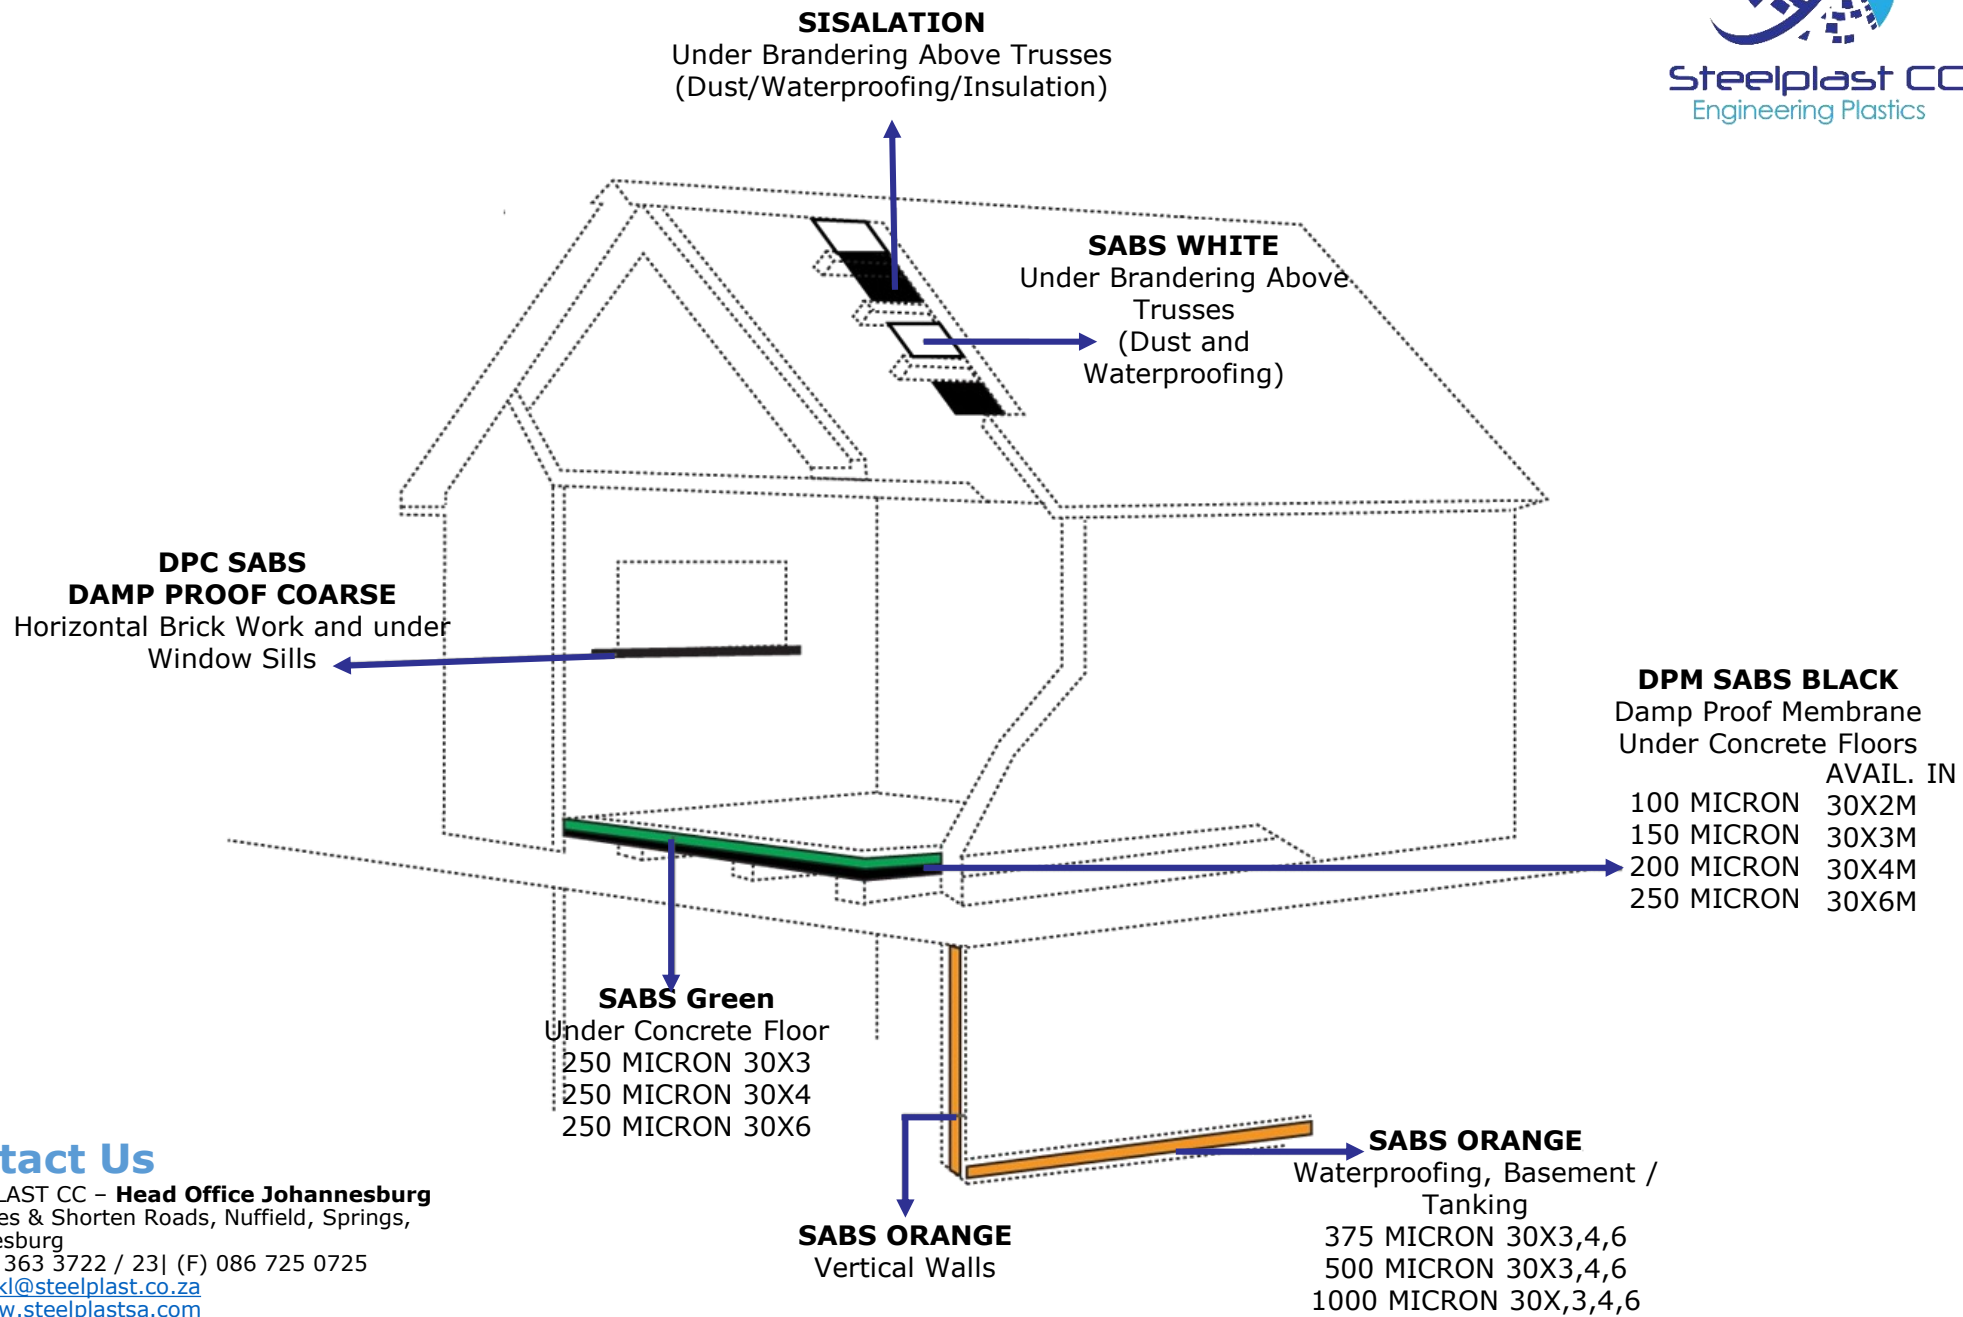 SISALATION
Under Brandering Above Trusses
(Dust/Waterproofing/Insulation)
Steelplast CC
Engineering Plastics
SABS WHITE
Under Brandering Above
Trusses
(Dust and
Waterproofing)
DPC SABS
DAMP PROOF COARSE
Horizontal Brick Work and under
Window Sills
DPM SABS BLACK
Damp Proof Membrane
Under Concrete Floors
AVAIL. IN
100 MICRON 30X2M
150 MICRON 30X3M
200 MICRON 30X4M
250 MICRON 30X6M
SABS Green
Under Concrete Floor
250 MICRON 30X3
250 MICRON 30X4
250 MICRON 30X6
SABS ORANGE
Vertical Walls
SABS ORANGE
Waterproofing, Basement /
Tanking
375 MICRON 30X3,4,6
500 MICRON 30X3,4,6
1000 MICRON 30X,3,4,6
tact Us
LAST CC – Head Office Johannesburg
es & Shorten Roads, Nuffield, Springs,
esburg
363 3722 / 23| (F) 086 725 0725
kl@steelplast.co.za
w.steelplastsa.com